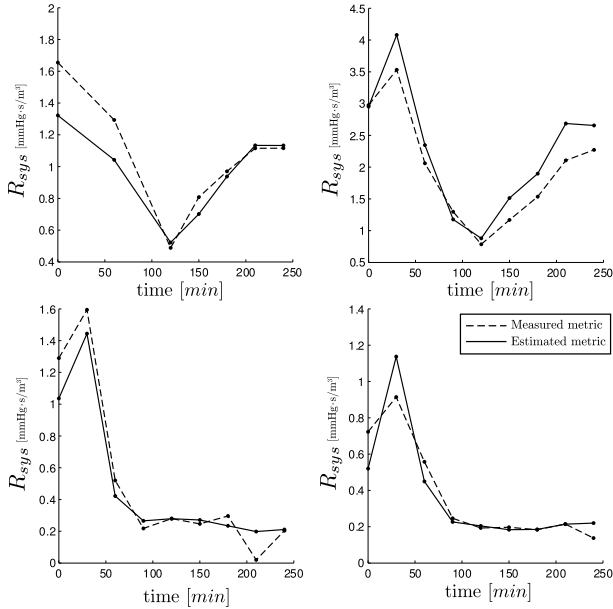 2
1.8
1.6
1.4
1.2
1
0.8
0.6
0.4
0 50 100 150 200 250
R_sys [mmHg·s/m³]
time [min]
4.5
4
3.5
3
2.5
2
1.5
1
0.5
0 50 100 150 200 250
R_sys [mmHg·s/m³]
time [min]
1.6
1.4
1.2
1
0.8
0.6
0.4
0.2
0
0 50 100 150 200 250
R_sys [mmHg·s/m³]
time [min]
1.4
1.2
1
0.8
0.6
0.4
0.2
0
0 50 100 150 200 250
R_sys [mmHg·s/m³]
time [min]
Measured metric
Estimated metric